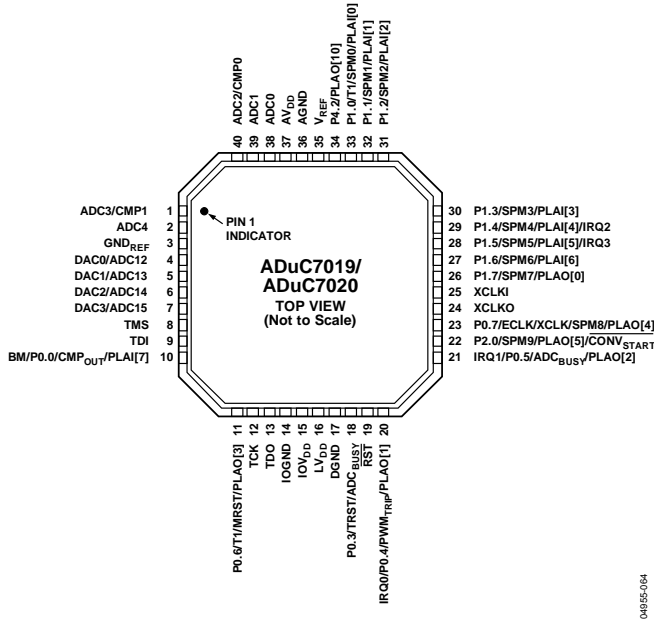 40 ADC2/CMP0
39 ADC1
38 ADC0
37 AVDD
36 AGND
35 VREF
34 P4.2/PLAO[10]
33 P1.0/T1/SPM0/PLAI[0]
32 P1.1/SPM1/PLAI[1]
31 P1.2/SPM2/PLAI[2]
ADC3/CMP1 1
ADC4 2
GNDREF 3
DAC0/ADC12 4
DAC1/ADC13 5
DAC2/ADC14 6
DAC3/ADC15 7
TMS 8
TDI 9
BM/P0.0/CMPOUT/PLAI[7] 10
PIN 1
INDICATOR
ADuC7019/
ADuC7020
TOP VIEW
(Not to Scale)
30 P1.3/SPM3/PLAI[3]
29 P1.4/SPM4/PLAI[4]/IRQ2
28 P1.5/SPM5/PLAI[5]/IRQ3
27 P1.6/SPM6/PLAI[6]
26 P1.7/SPM7/PLAO[0]
25 XCLKI
24 XCLKO
23 P0.7/ECLK/XCLK/SPM8/PLAO[4]
22 P2.0/SPM9/PLAO[5]/CONVSTART
21 IRQ1/P0.5/ADCBUSY/PLAO[2]
P0.6/T1/MRST/PLAO[3] 11
TCK 12
TDO 13
IOGND 14
IOVDD 15
LVDD 16
DGND 17
P0.3/TRST/ADCBUSY 18
RST 19
IRQ0/P0.4/PWMTRIP/PLAO[1] 20
04955-064